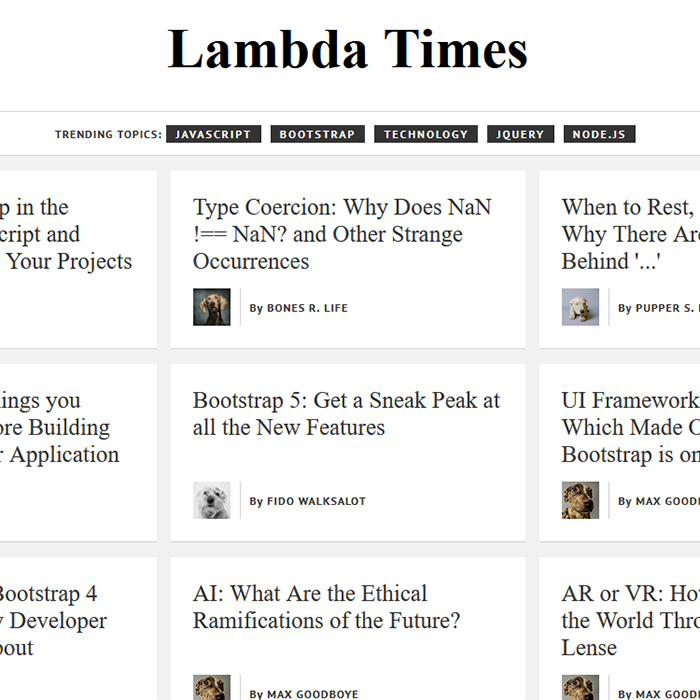 Lambda Times
TRENDING TOPICS: JAVASCRIPT BOOTSTRAP TECHNOLOGY JQUERY NODE.JS
p in the
cript and
Your Projects
Type Coercion: Why Does NaN
!== NaN? and Other Strange
Occurrences
By BONES R. LIFE
When to Rest,
Why There Are
Behind '...'
By PUPPER S.
ings you
ore Building
r Application
Bootstrap 5: Get a Sneak Peak at
all the New Features
By FIDO WALKSALOT
UI Framework
Which Made
Bootstrap is on
By MAX GOOD
Bootstrap 4
y Developer
bout
AI: What Are the Ethical
Ramifications of the Future?
By MAX GOODBOYE
AR or VR: How
the World Thro
Lense
By MAX GOOD